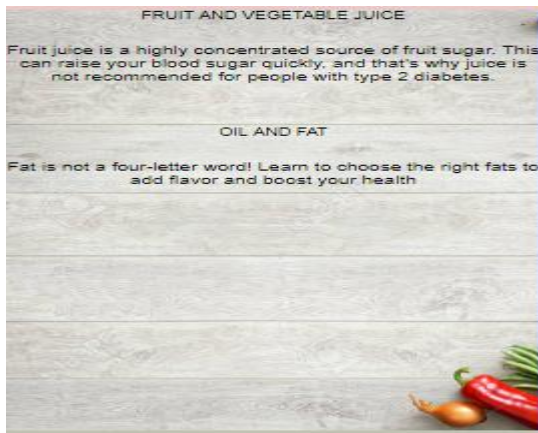 FRUIT AND VEGETABLE JUICE
Fruit juice is a highly concentrated source of fruit sugar. This
can raise your blood sugar quickly, and that's why juice is
not recommended for people with type 2 diabetes.
OIL AND FAT
Fat is not a four-letter word! Learn to choose the right fats to
add flavor and boost your health